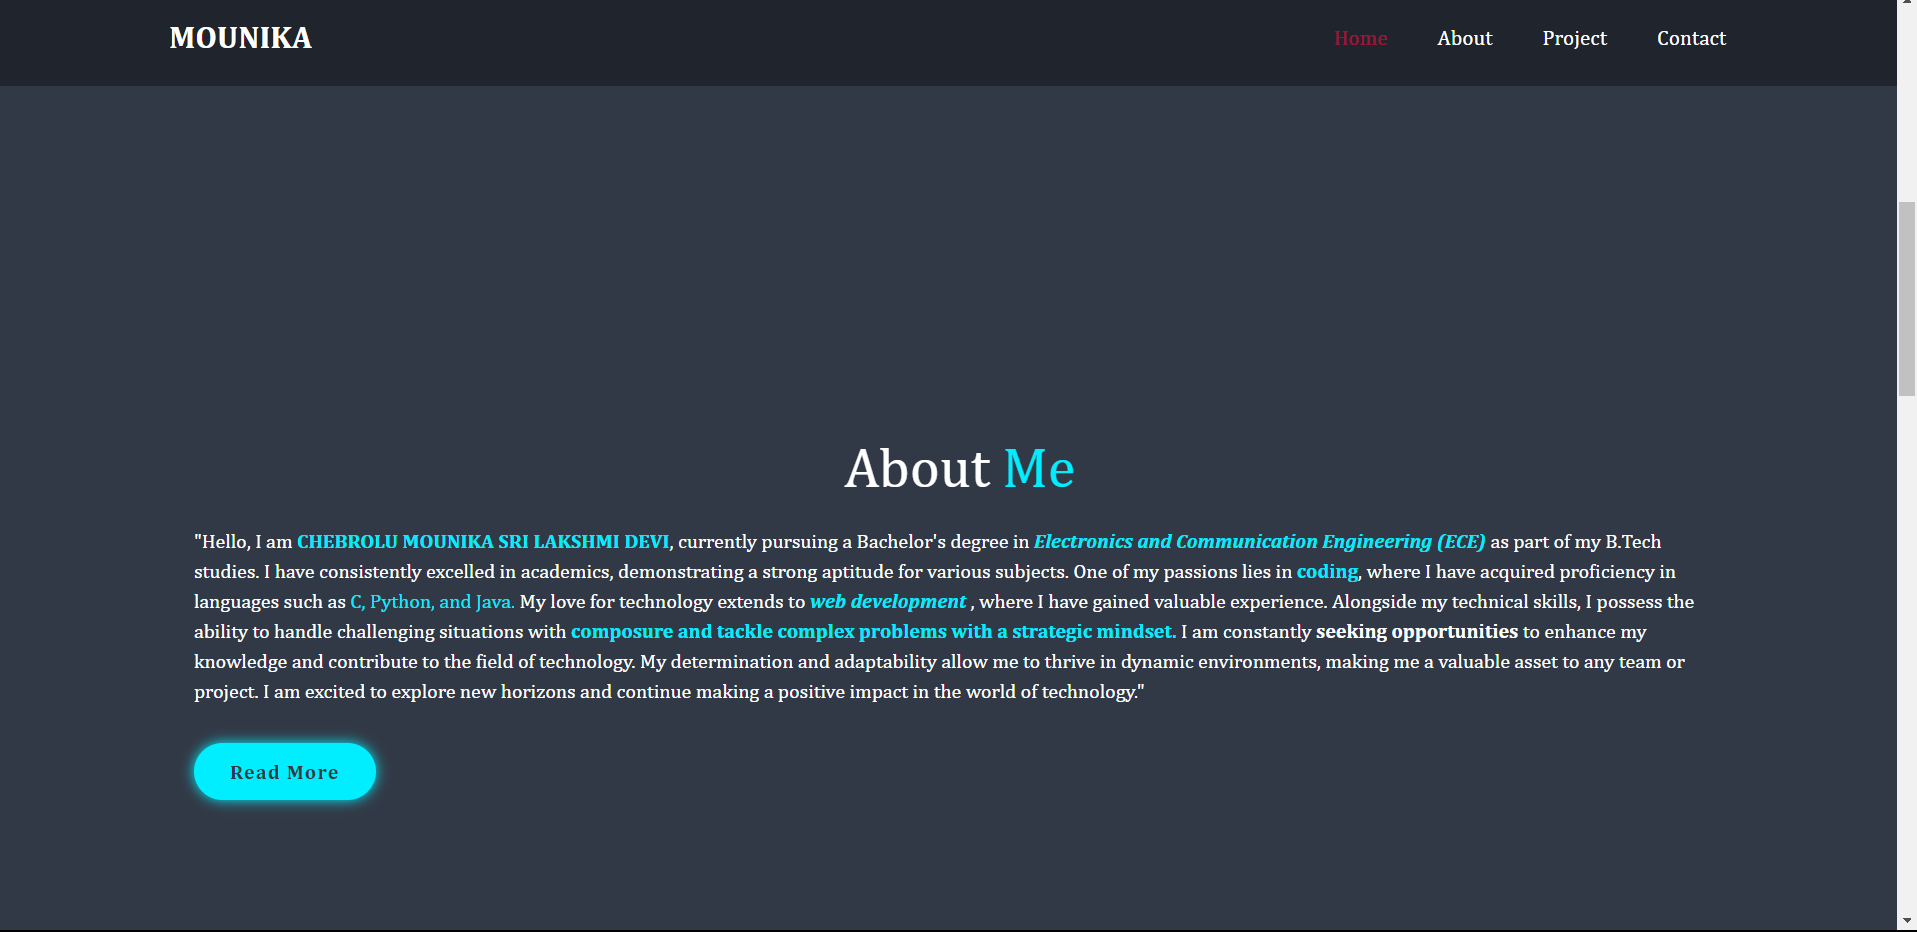 MOUNIKA
Home About Project Contact
About Me
"Hello, I am CHEBROLU MOUNIKA SRI LAKSHMI DEVI, currently pursuing a Bachelor's degree in Electronics and Communication Engineering (ECE) as part of my B.Tech
studies. I have consistently excelled in academics, demonstrating a strong aptitude for various subjects. One of my passions lies in coding, where I have acquired proficiency in
languages such as C, Python, and Java. My love for technology extends to web development , where I have gained valuable experience. Alongside my technical skills, I possess the
ability to handle challenging situations with composure and tackle complex problems with a strategic mindset. I am constantly seeking opportunities to enhance my
knowledge and contribute to the field of technology. My determination and adaptability allow me to thrive in dynamic environments, making me a valuable asset to any team or
project. I am excited to explore new horizons and continue making a positive impact in the world of technology."
Read More